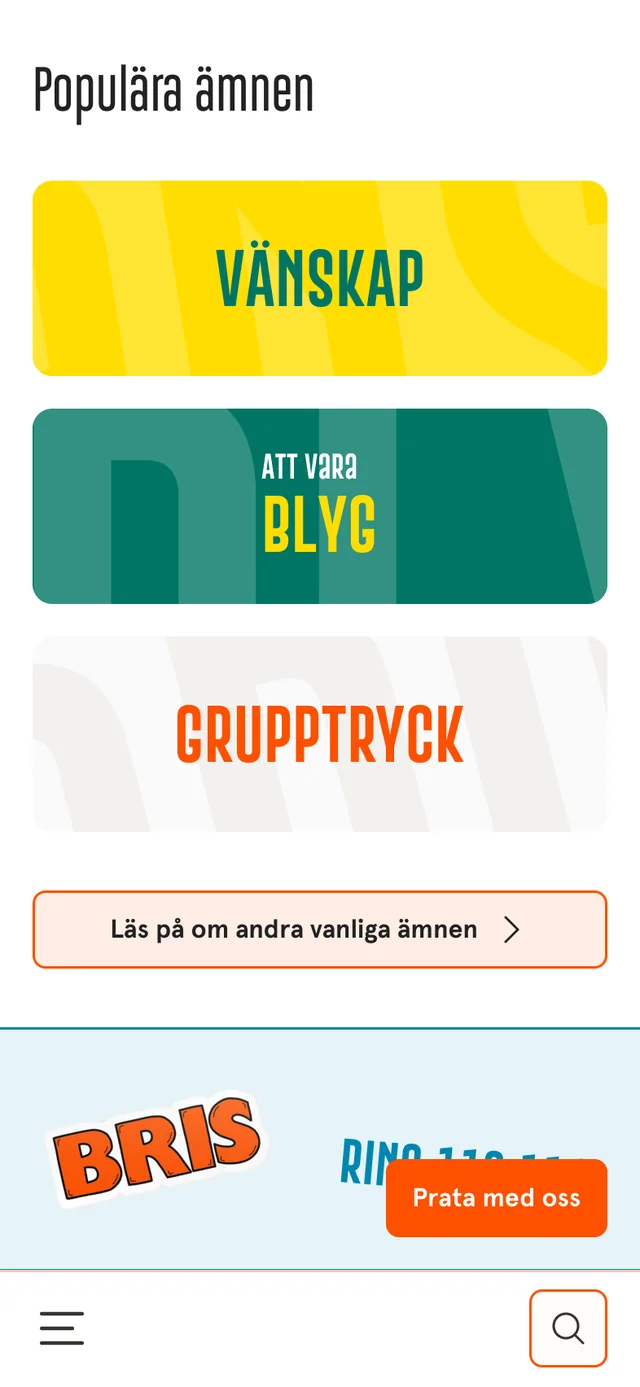 Populära ämnen
VÄNSKAP
ATT VaRa
BLYG
GRUPPTRYCK
Läs på om andra vanliga ämnen
BRIS
Prata med oss